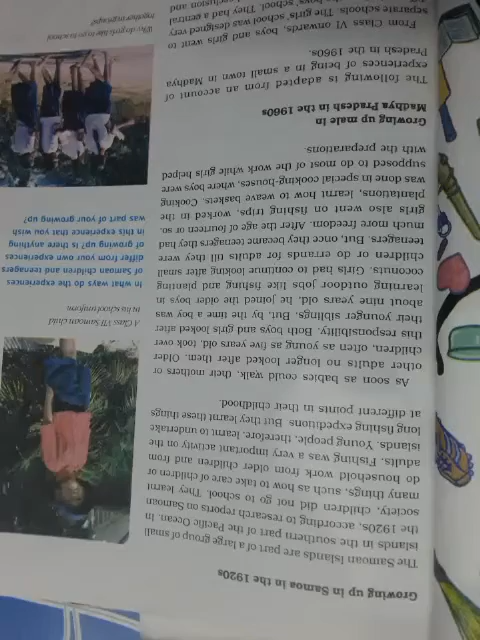 Growing up in Samoa in the 1920s
The Samoan Islands are part of a large group of small
islands in the southern part of the Pacific Ocean. In
the 1920s, according to research reports on Samoan
society, children did not go to school. They learnt
many things, such as how to take care of children or
do household work from older children and from
adults. Fishing was a very important activity on the
islands. Young people, therefore, learnt to undertake
long fishing expeditions. But they learnt these things
at different points in their childhood.
As soon as babies could walk, their mothers or
other adults no longer looked after them. Older
children, often as young as five years old, took over
this responsibility. Both boys and girls looked after
their younger siblings. But, by the time a boy was
about nine years old, he joined the older boys in
learning outdoor jobs like fishing and planting
coconuts. Girls had to continue looking after small
children or do errands for adults till they were
teenagers. But, once they became teenagers they had
much more freedom. After the age of fourteen or so,
girls also went on fishing trips, worked in the
plantations, learnt how to weave baskets. Cooking
was done in special cooking-houses, where boys were
supposed to do most of the work while girls helped
with the preparations.
Growing up male in
Madhya Pradesh in the 1960s
The following is adapted from an account of
experiences of being in a small town in Madhya
Pradesh in the 1960s.
From Class VI onwards, boys and girls went to
separate schools. The girls' school was designed very
boys' school. They had a central
seclusion and
A Class VII Samoan child
in his school uniform.
In what ways do the experiences
of Samoan children and teenagers
differ from your own experiences
of growing up? Is there anything
in this experience that you wish
was part of your growing up?
Why do girls like to go to school
together in groups?